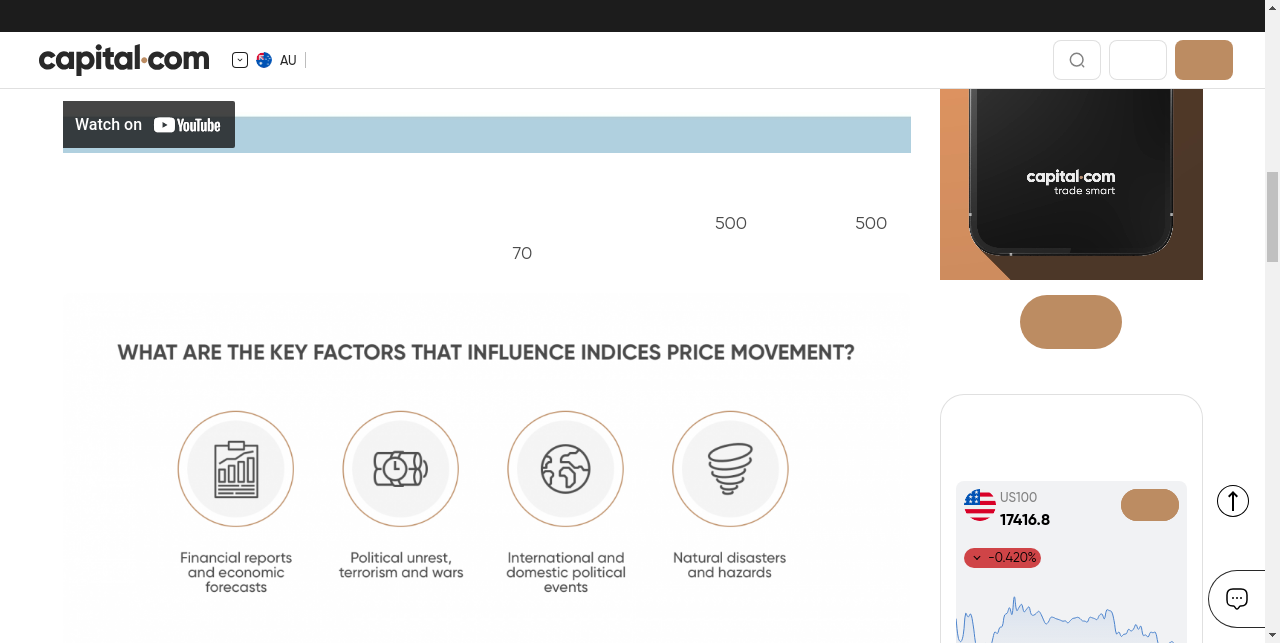 capital.com
AU
Watch on YouTube
capital.com
trade smart
500 500
70
WHAT ARE THE KEY FACTORS THAT INFLUENCE INDICES PRICE MOVEMENT?
Financial reports
and economic
forecasts
Political unrest,
terrorism and wars
International and
domestic political
events
Natural disasters
and hazards
US100
17416.8
-0.420%